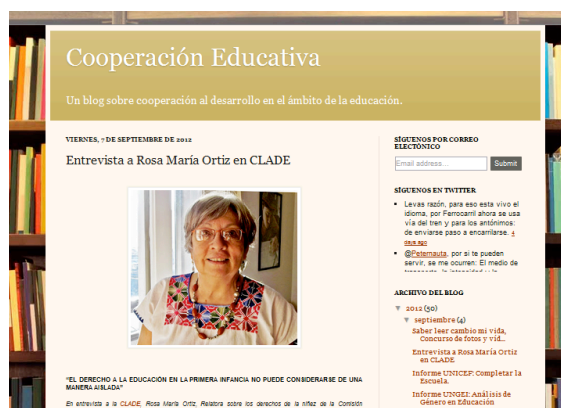 Cooperación Educativa
Un blog sobre cooperación al desarrollo en el ámbito de la educación.
VIERNES, 7 DE SEPTIEMBRE DE 2012
Entrevista a Rosa María Ortiz en CLADE
"EL DERECHO A LA EDUCACIÓN EN LA PRIMERA INFANCIA NO PUEDE CONSIDERARSE DE UNA
MANERA AISLADA"
En entrevista a la CLADE, Rosa María Ortiz, Relatora sobre los derechos de la niñez de la Comisión
SÍGUENOS POR CORREO
ELECTÓNICO
Email address...
Submit
SÍGUENOS EN TWITTER
Levas razón, para eso esta vivo el
idioma, por Ferrocarril ahora se usa
vía del tren y para los antónimos:
de enviarse paso a encarrilarse. 4
days ago
@Peternauta, por si te pueden
servir, se me ocurren: El medio de
ARCHIVO DEL BLOG
▼ 2012 (50)
▼ septiembre (4)
Saber leer cambio mi vida,
Concurso de fotos y vid...
Entrevista a Rosa María Ortiz
en CLADE
Informe UNICEF: Completar la
Escuela.
Informe UNGEI: Análisis de
Género en Educación